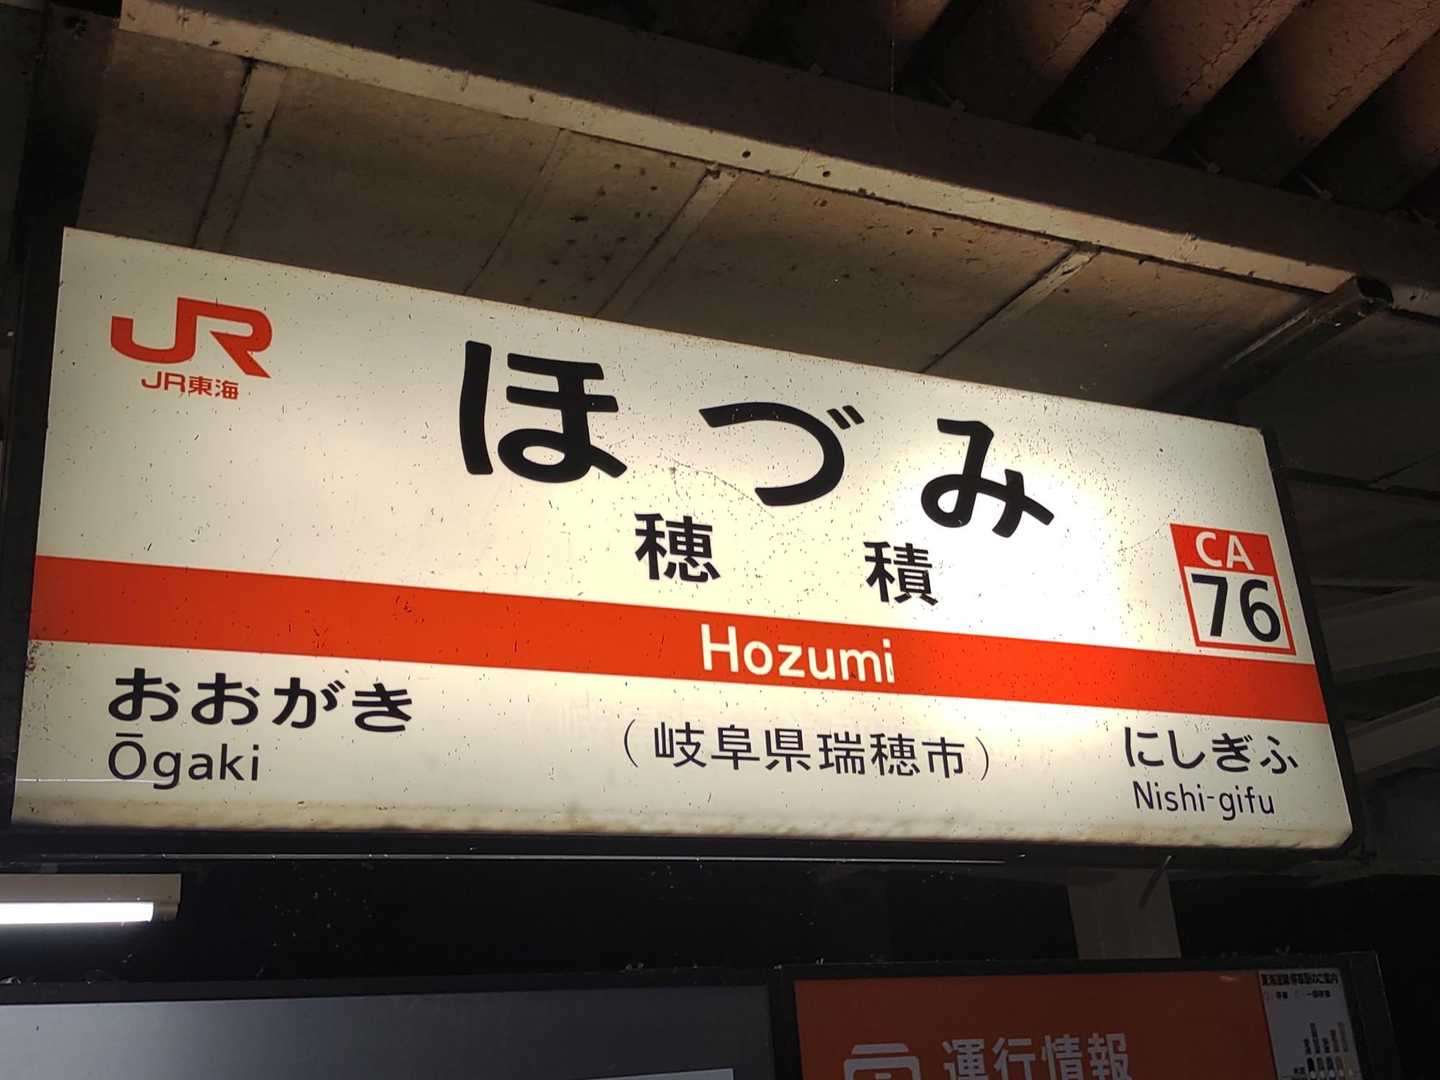 JR
JR東海
ほづみ
穂積
CA
76
Hozumi
おおがき
Ōgaki
（岐阜県瑞穂市）
にしぎふ
Nishi-gifu
運行情報